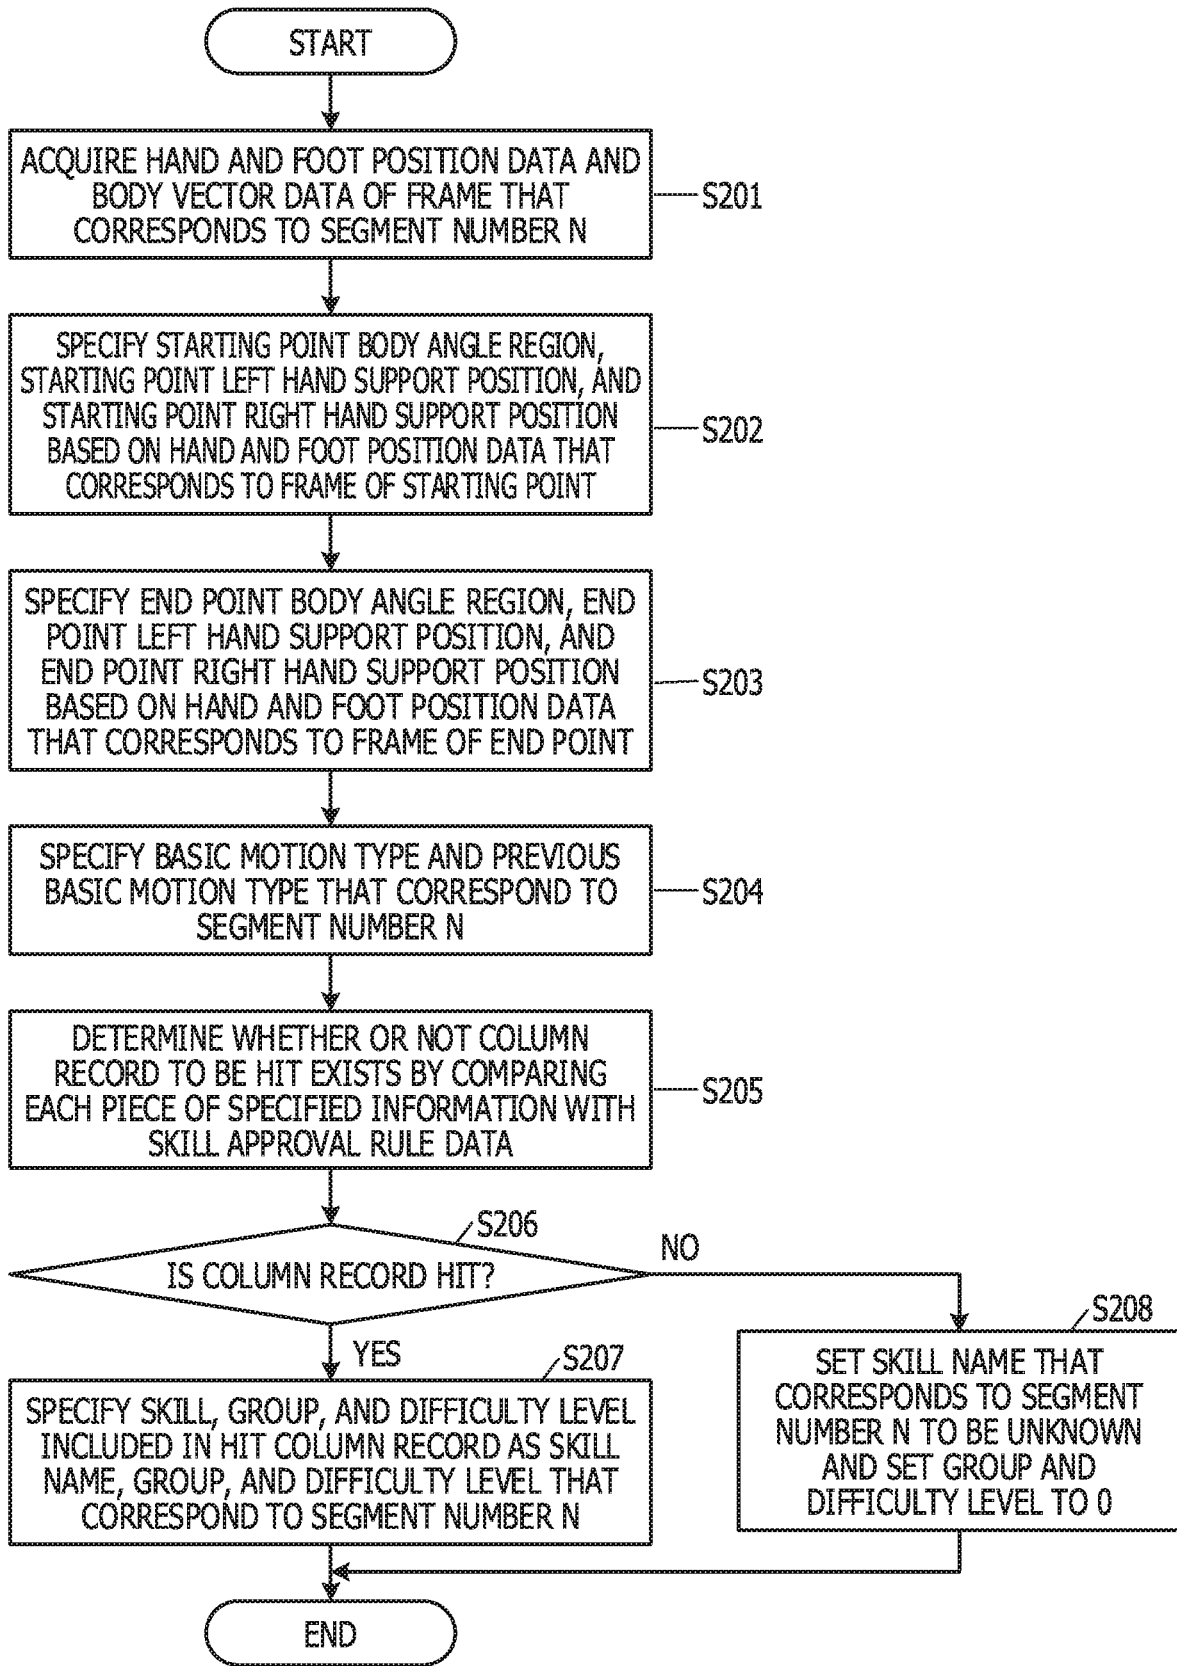 START
ACQUIRE HAND AND FOOT POSITION DATA AND
BODY VECTOR DATA OF FRAME THAT
CORRESPONDS TO SEGMENT NUMBER N
S201
SPECIFY STARTING POINT BODY ANGLE REGION,
STARTING POINT LEFT HAND SUPPORT POSITION, AND
STARTING POINT RIGHT HAND SUPPORT POSITION
BASED ON HAND AND FOOT POSITION DATA THAT
CORRESPONDS TO FRAME OF STARTING POINT
S202
SPECIFY END POINT BODY ANGLE REGION, END
POINT LEFT HAND SUPPORT POSITION, AND
END POINT RIGHT HAND SUPPORT POSITION
BASED ON HAND AND FOOT POSITION DATA
THAT CORRESPONDS TO FRAME OF END POINT
S203
SPECIFY BASIC MOTION TYPE AND PREVIOUS
BASIC MOTION TYPE THAT CORRESPOND TO
SEGMENT NUMBER N
S204
DETERMINE WHETHER OR NOT COLUMN
RECORD TO BE HIT EXISTS BY COMPARING
EACH PIECE OF SPECIFIED INFORMATION WITH
SKILL APPROVAL RULE DATA
S205
S206
IS COLUMN RECORD HIT?
NO
YES
S207
SPECIFY SKILL, GROUP, AND DIFFICULTY LEVEL
INCLUDED IN HIT COLUMN RECORD AS SKILL
NAME, GROUP, AND DIFFICULTY LEVEL THAT
CORRESPOND TO SEGMENT NUMBER N
S208
SET SKILL NAME THAT
CORRESPONDS TO SEGMENT
NUMBER N TO BE UNKNOWN
AND SET GROUP AND
DIFFICULTY LEVEL TO 0
END